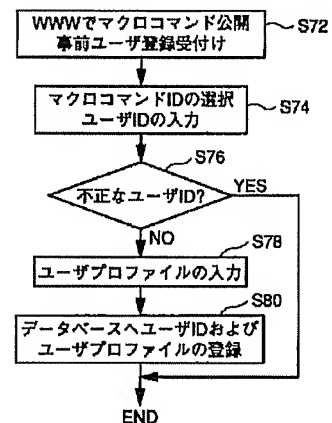 WWWでマクロコマンド公開
事前ユーザ登録受付け
S72
マクロコマンドIDの選択
ユーザIDの入力
S74
S76
不正なユーザID?
YES
NO
S78
ユーザプロファイルの入力
S80
データベースへユーザIDおよび
ユーザプロファイルの登録
END